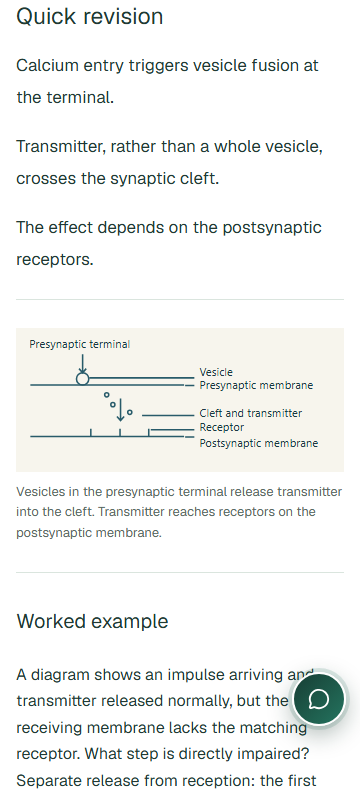 Quick revision
Calcium entry triggers vesicle fusion at
the terminal.
Transmitter, rather than a whole vesicle,
crosses the synaptic cleft.
The effect depends on the postsynaptic
receptors.
Presynaptic terminal
Vesicle
Presynaptic membrane
Cleft and transmitter
Receptor
Postsynaptic membrane
Vesicles in the presynaptic terminal release transmitter
into the cleft. Transmitter reaches receptors on the
postsynaptic membrane.
Worked example
A diagram shows an impulse arriving and
transmitter released normally, but the
receiving membrane lacks the matching
receptor. What step is directly impaired?
Separate release from reception: the first